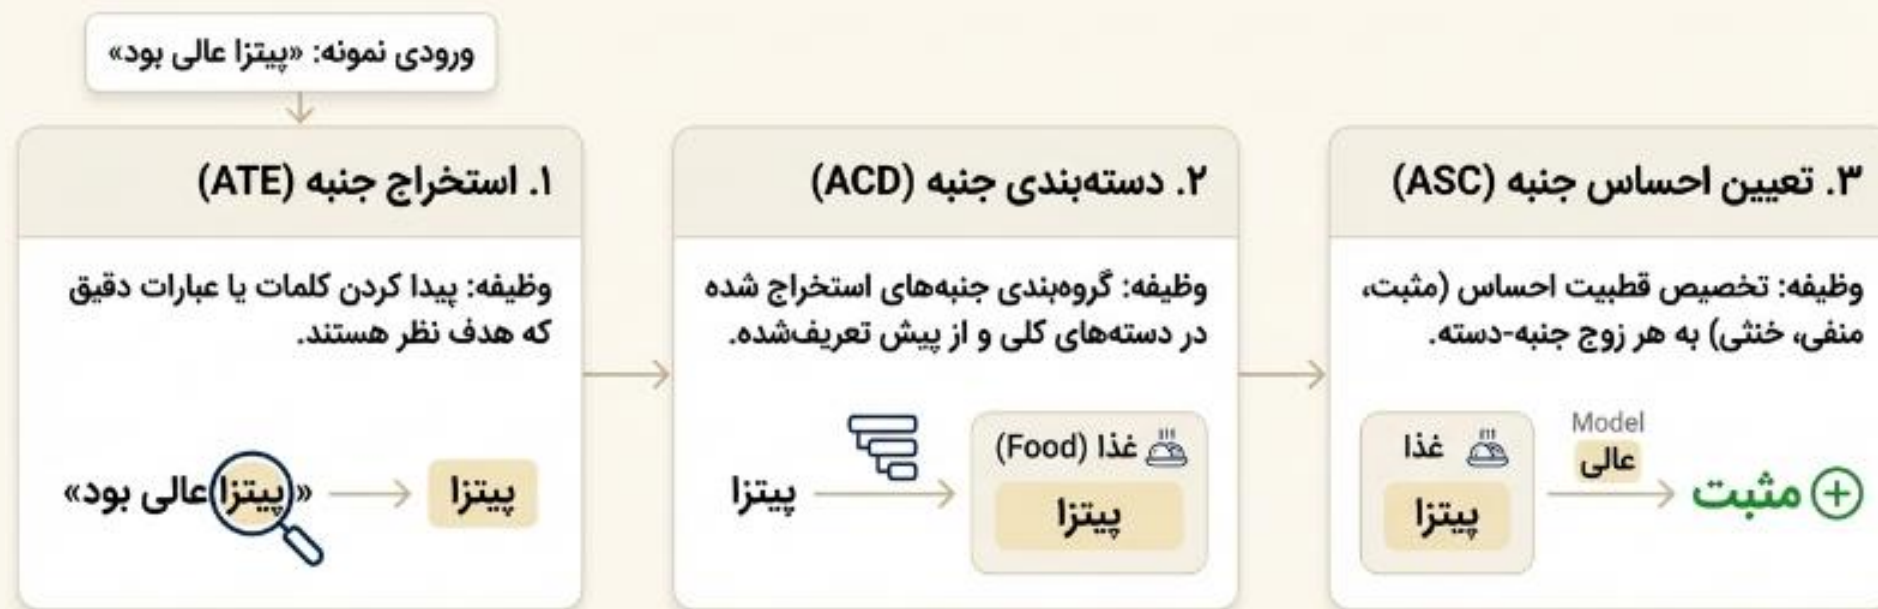 ورودی نمونه: «پیتزا عالی بود»
۱. استخراج جنبه (ATE)
وظیفه: پیدا کردن کلمات یا عبارات دقیق
که هدف نظر هستند.
«پیتزا عالی بود»
پیتزا
۲. دسته‌بندی جنبه (ACD)
وظیفه: گروه‌بندی جنبه‌های استخراج شده
در دسته‌های کلی و از پیش تعریف‌شده.
پیتزا
غذا (Food)
پیتزا
۳. تعیین احساس جنبه (ASC)
وظیفه: تخصیص قطبیت احساس (مثبت،
منفی، خنثی) به هر زوج جنبه-دسته.
غذا
پیتزا
Model
عالی
مثبت